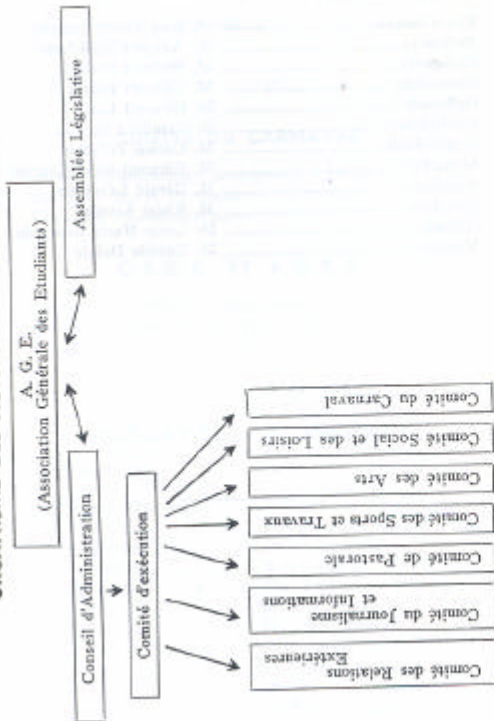 A. G. E.
(Association Générale des Etudiants)
Conseil d'Administration
Assemblée Législative
Comité d'exécution
Comité des Relations
Extérieures
Comité du Journalisme
et Informations
Comité de Pastorale
Comité des Sports et Travaux
Comité des Arts
Comité Social et des Loisirs
Comité du Carnaval